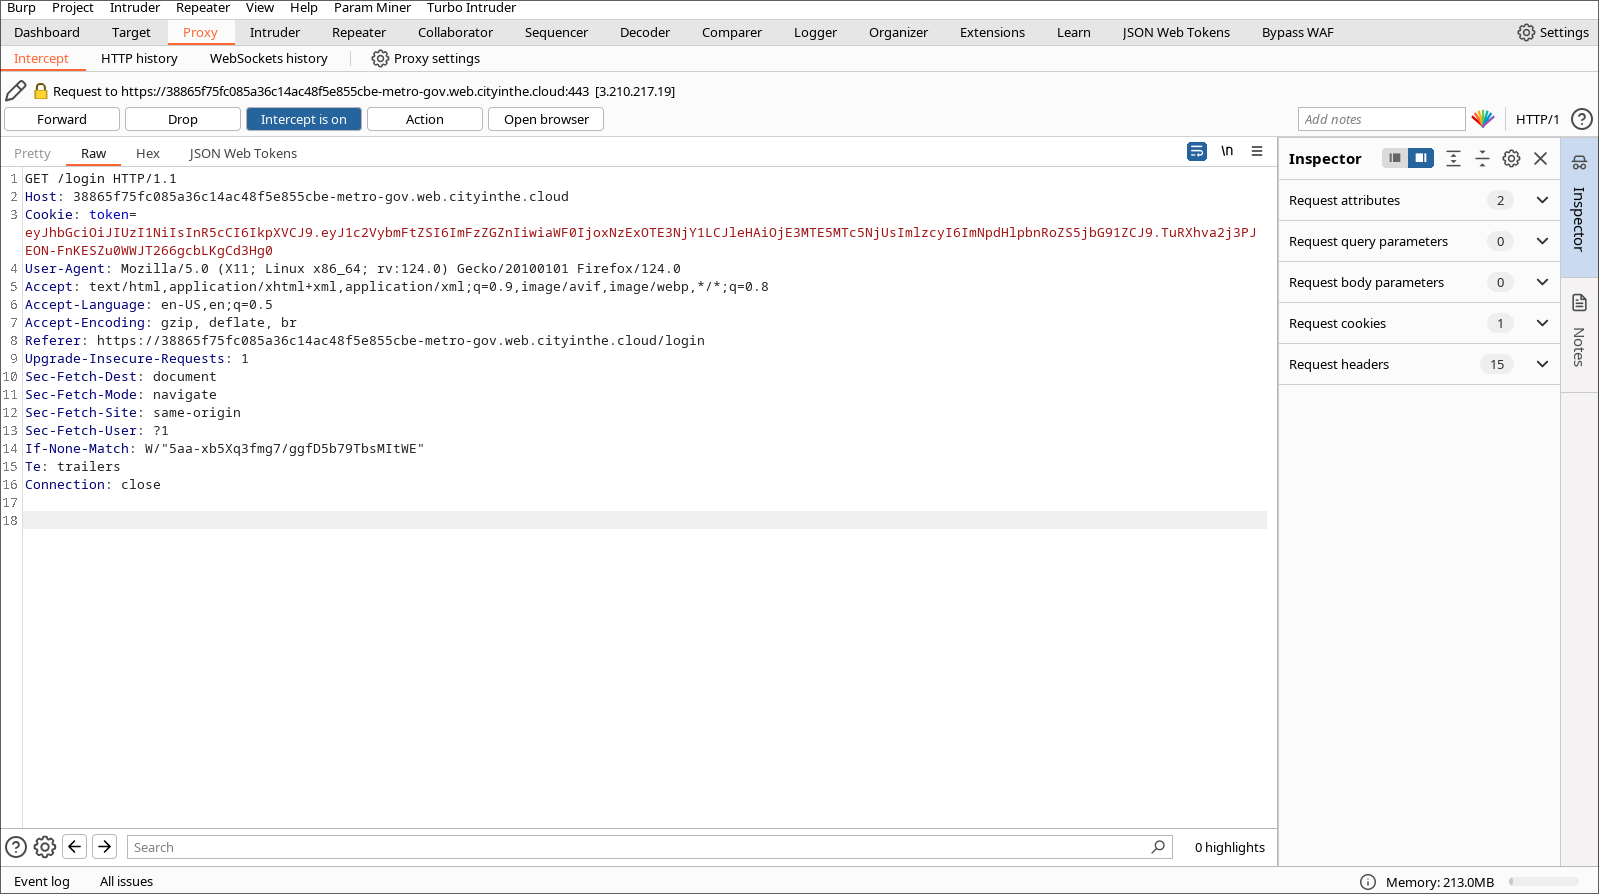 Burp Project Intruder Repeater View Help Param Miner Turbo Intruder
Dashboard Target Proxy Intruder Repeater Collaborator Sequencer Decoder Comparer Logger Organizer Extensions Learn JSON Web Tokens Bypass WAF Settings
Intercept HTTP history WebSockets history Proxy settings
Request to https://38865f75fc085a36c14ac48f5e855cbe-metro-gov.web.cityinthe.cloud:443 [3.210.217.19]
Forward Drop Intercept is on Action Open browser Add notes HTTP/1 ?
Pretty Raw Hex JSON Web Tokens \n
Inspector
1 GET /login HTTP/1.1
2 Host: 38865f75fc085a36c14ac48f5e855cbe-metro-gov.web.cityinthe.cloud
3 Cookie: token=
eyJhbGciOiJIUzI1NiIsInR5cCI6IkpXVCJ9.eyJ1c2VybmFtZSI6ImFzZGZnIiwiaWF0IjoxNzExOTE3NjY1LCJleHAiOjE3MTE5MTc5NjUsImlzcyI6ImNpdHlpbnRoZS5jbG91ZCJ9.TuRXhva2j3PJ
EON-FnKESZu0WWJT266gcbLKgCd3Hg0
4 User-Agent: Mozilla/5.0 (X11; Linux x86_64; rv:124.0) Gecko/20100101 Firefox/124.0
5 Accept: text/html,application/xhtml+xml,application/xml;q=0.9,image/avif,image/webp,*/*;q=0.8
6 Accept-Language: en-US,en;q=0.5
7 Accept-Encoding: gzip, deflate, br
8 Referer: https://38865f75fc085a36c14ac48f5e855cbe-metro-gov.web.cityinthe.cloud/login
9 Upgrade-Insecure-Requests: 1
10 Sec-Fetch-Dest: document
11 Sec-Fetch-Mode: navigate
12 Sec-Fetch-Site: same-origin
13 Sec-Fetch-User: ?1
14 If-None-Match: W/"5aa-xb5Xq3fmg7/ggfD5b79TbsMItWE"
15 Te: trailers
16 Connection: close
17
18
Request attributes 2
Request query parameters 0
Request body parameters 0
Request cookies 1
Request headers 15
Inspector
Notes
? Search 0 highlights
Event log All issues Memory: 213.0MB